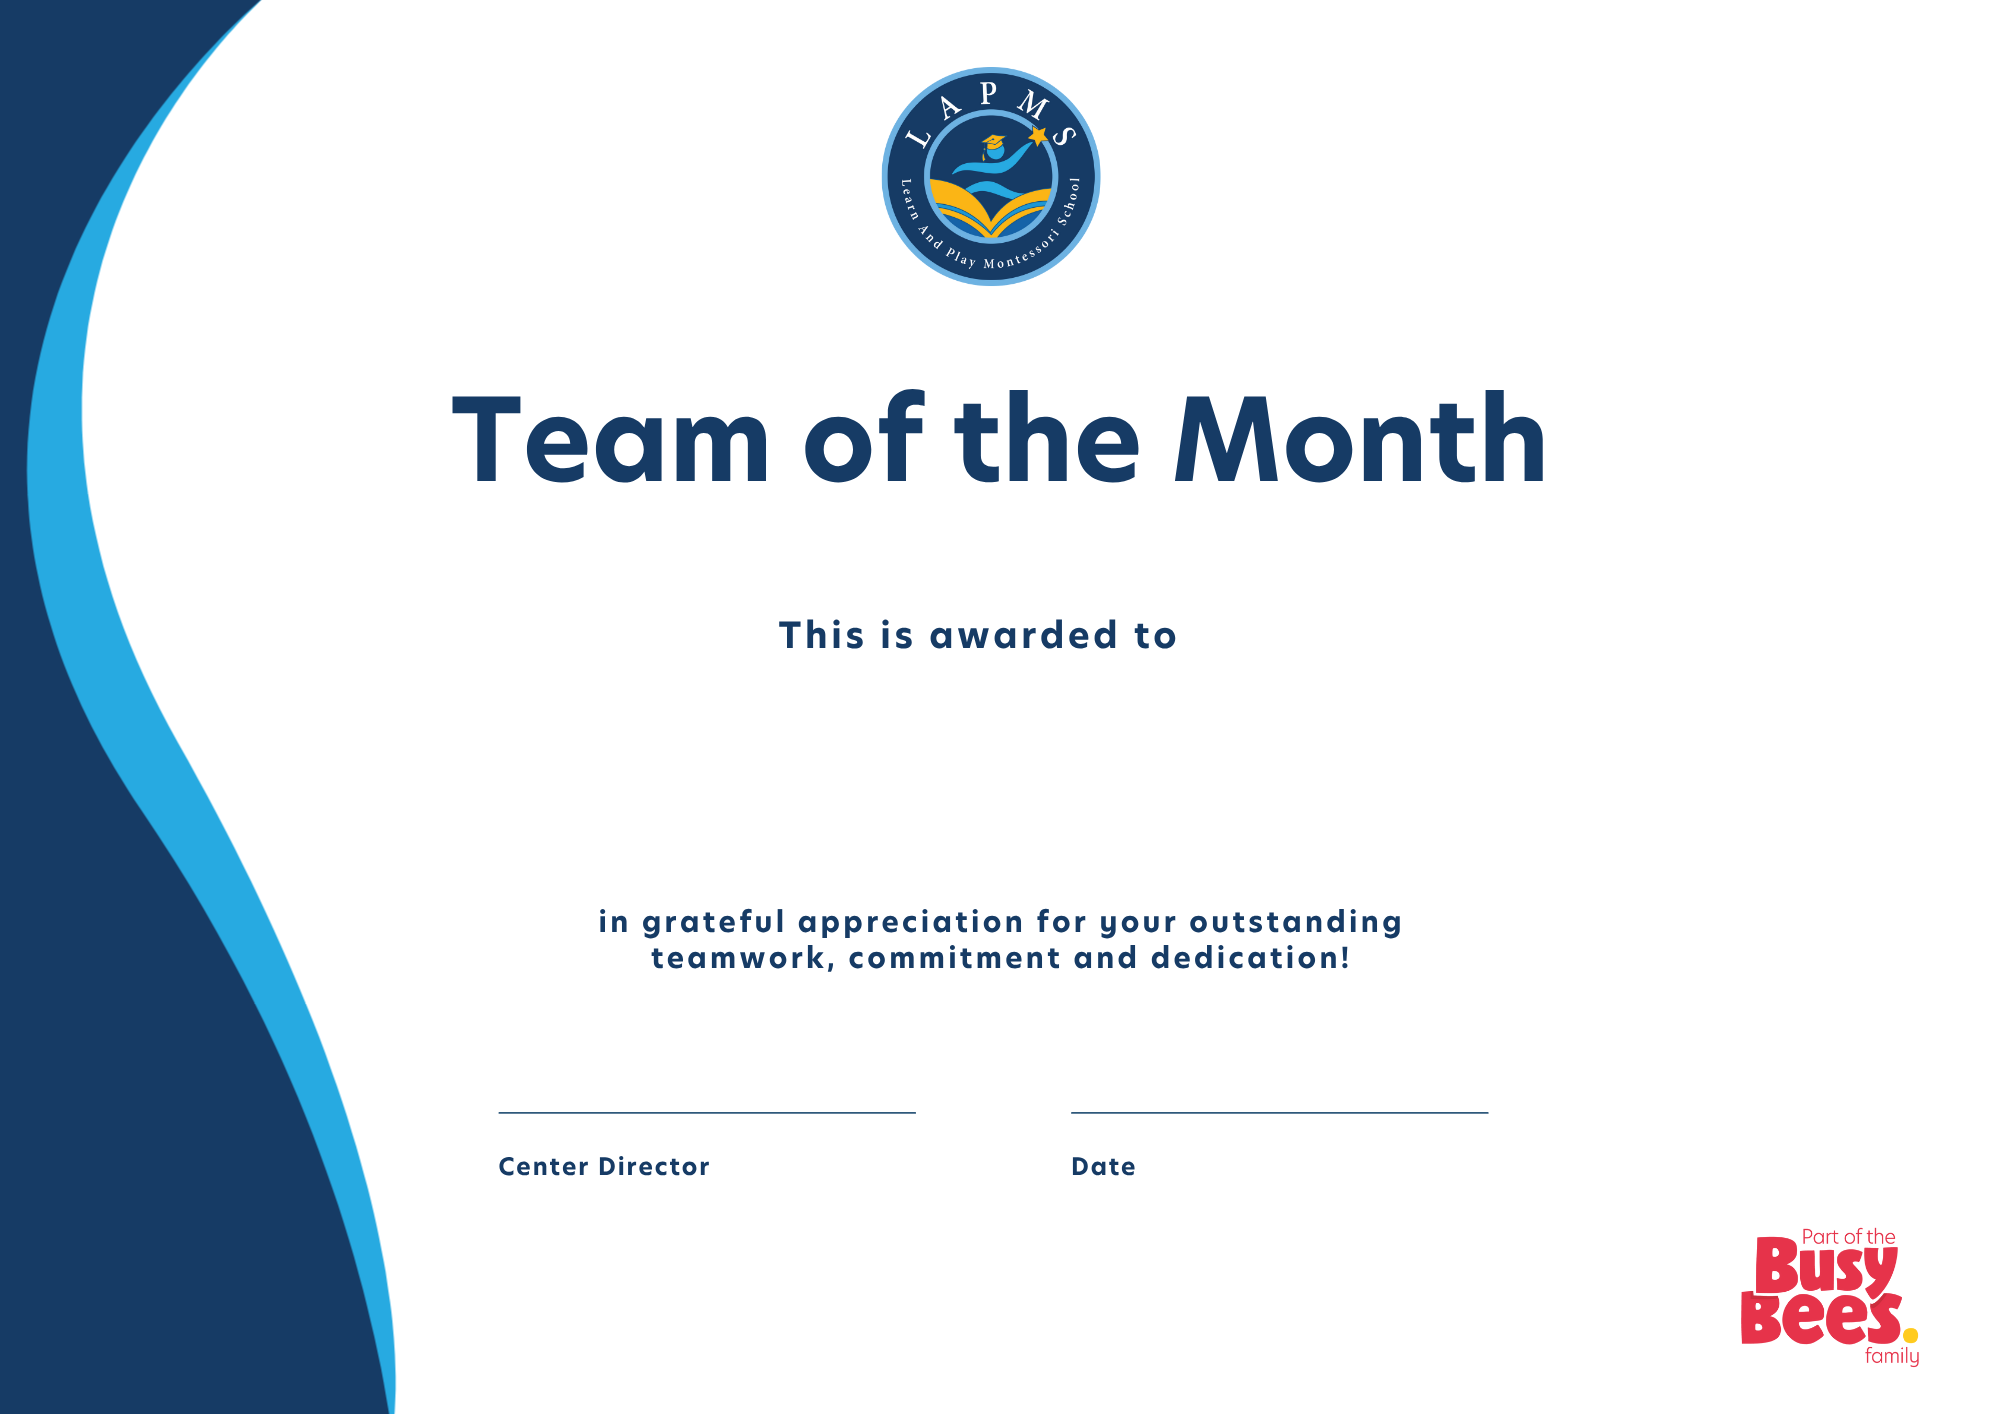 LAPMS
Learn And Play Montessori School
Team of the Month
This is awarded to
in grateful appreciation for your outstanding
teamwork, commitment and dedication!
Center Director
Date
Part of the
Busy
Bees.
family